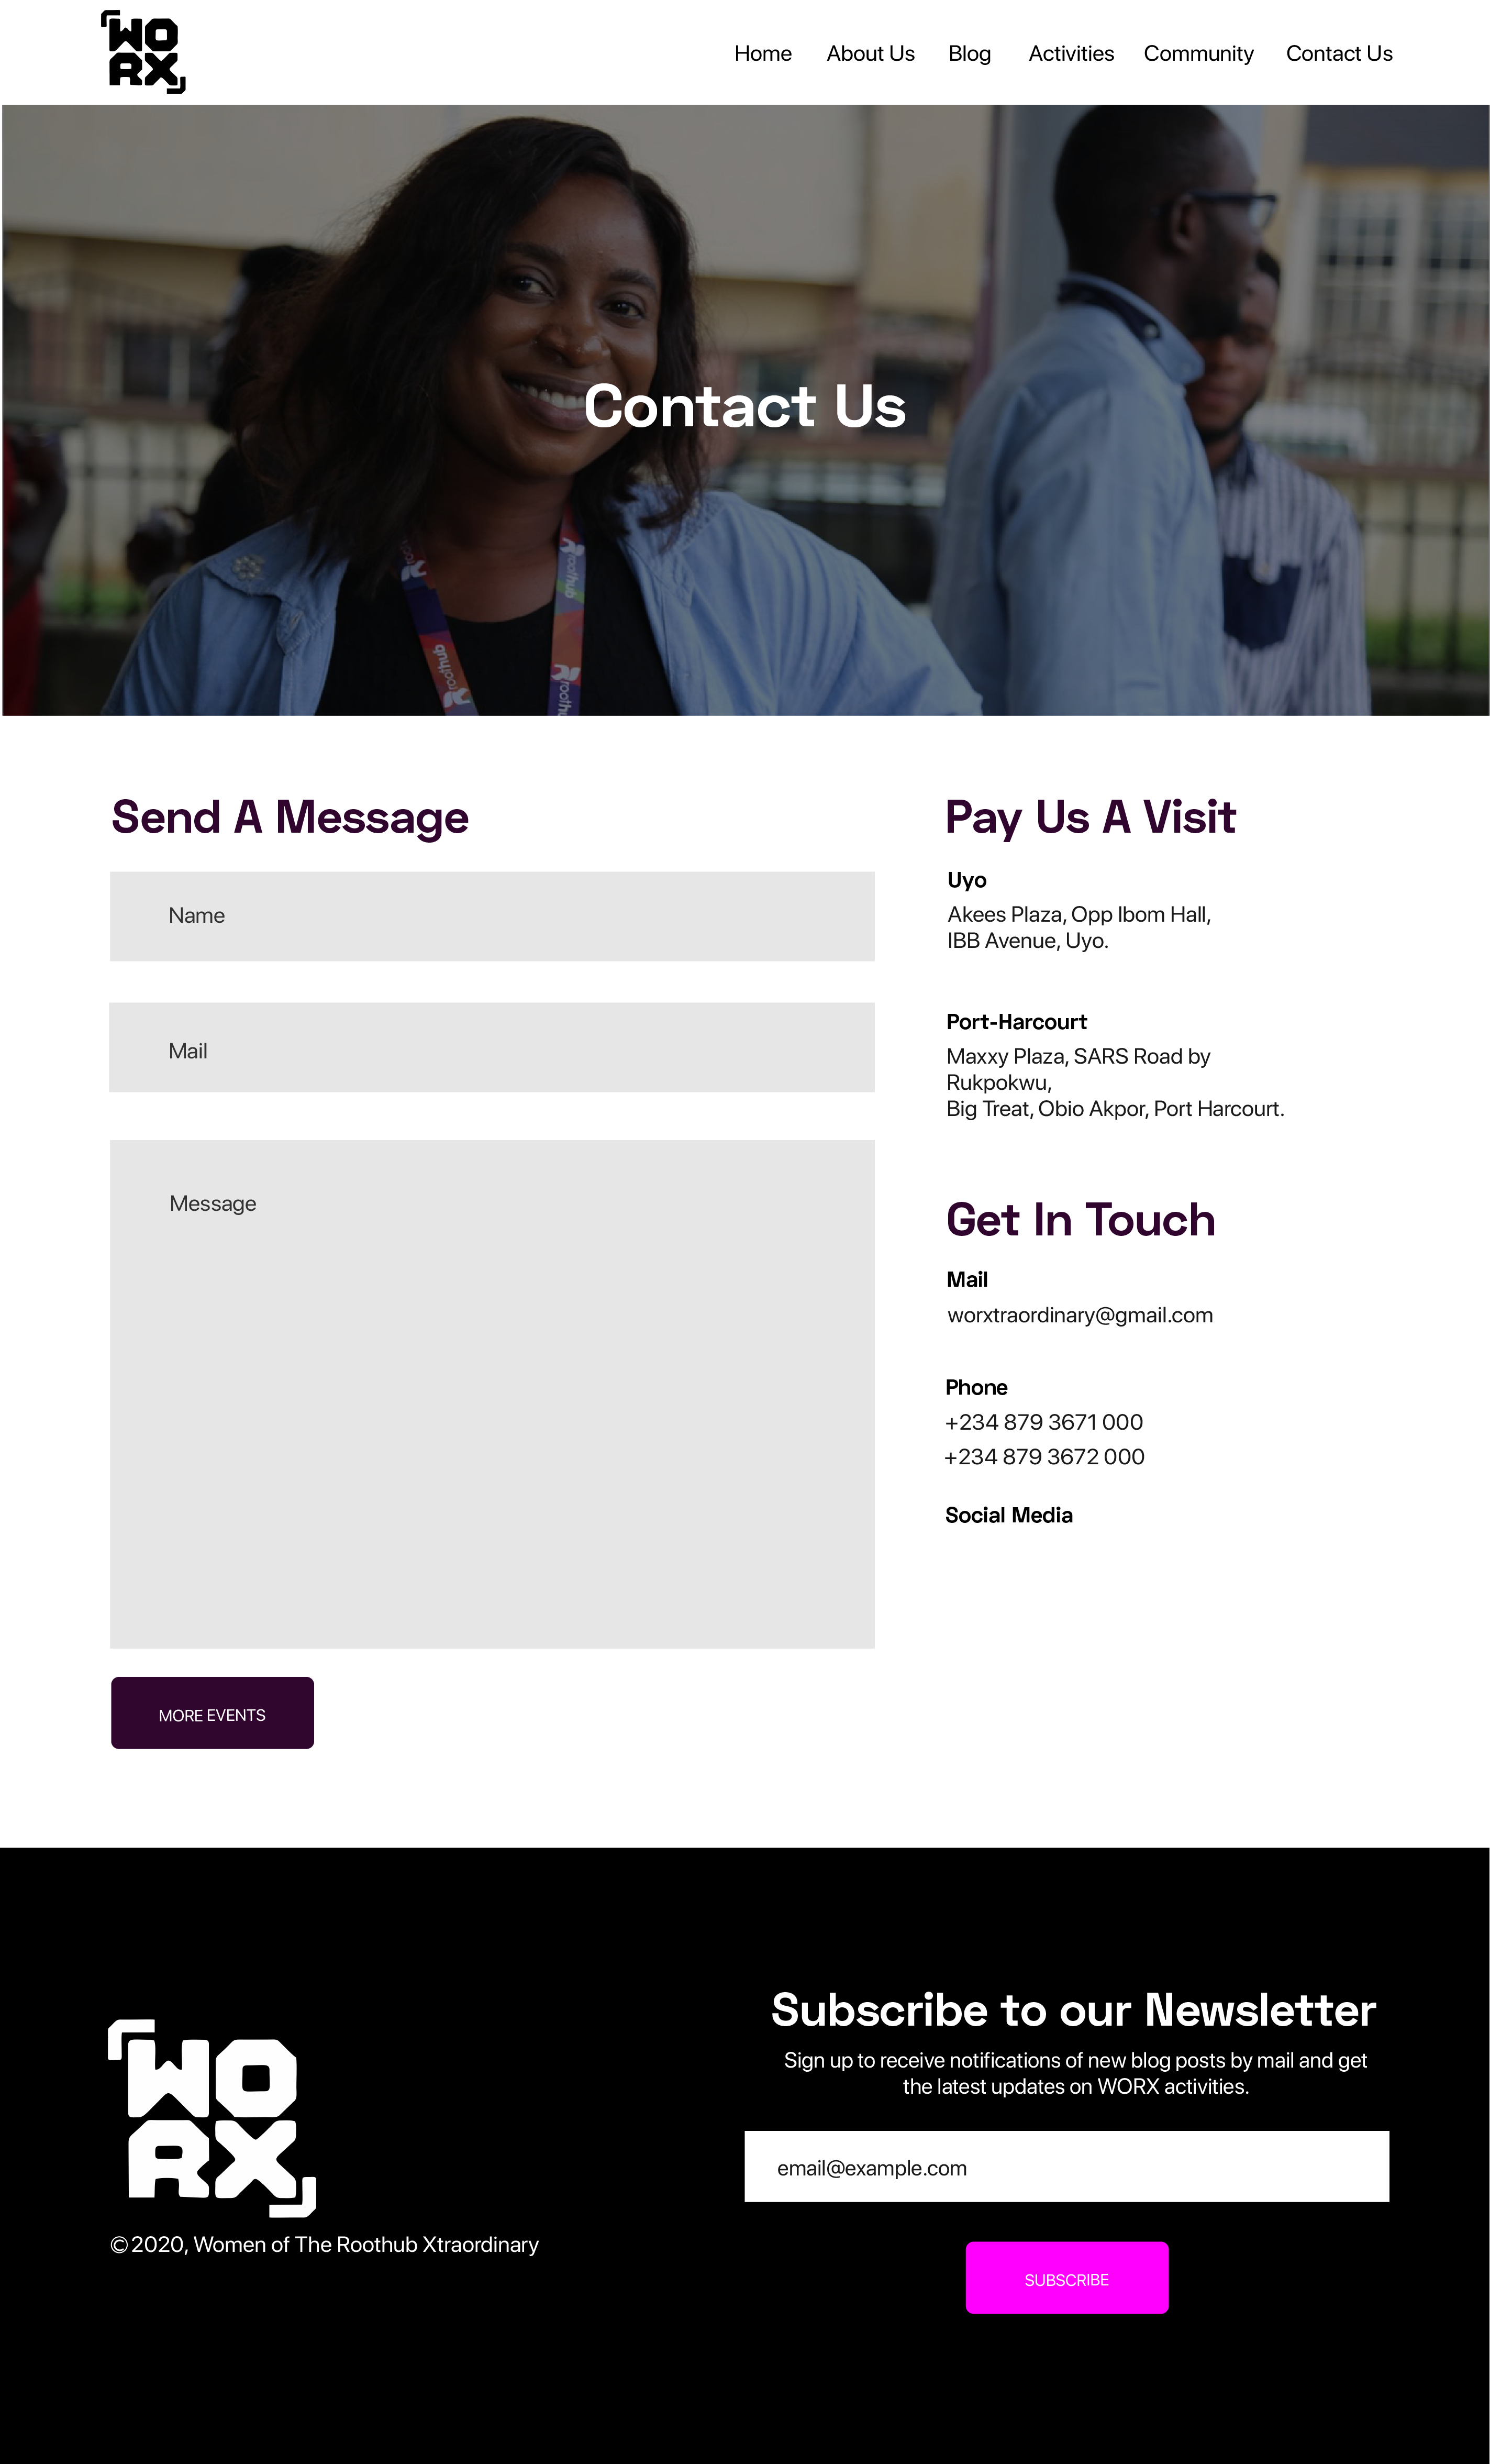 WO
RX
Home About Us Blog Activities Community Contact Us
Contact Us
roothub
roothub
Send A Message
Name
Mail
Message
MORE EVENTS
Pay Us A Visit
Uyo
Akees Plaza, Opp Ibom Hall,
IBB Avenue, Uyo.
Port-Harcourt
Maxxy Plaza, SARS Road by
Rukpokwu,
Big Treat, Obio Akpor, Port Harcourt.
Get In Touch
Mail
worxtraordinary@gmail.com
Phone
+234 879 3671 000
+234 879 3672 000
Social Media
WO
RX
© 2020, Women of The Roothub Xtraordinary
Subscribe to our Newsletter
Sign up to receive notifications of new blog posts by mail and get
the latest updates on WORX activities.
email@example.com
SUBSCRIBE